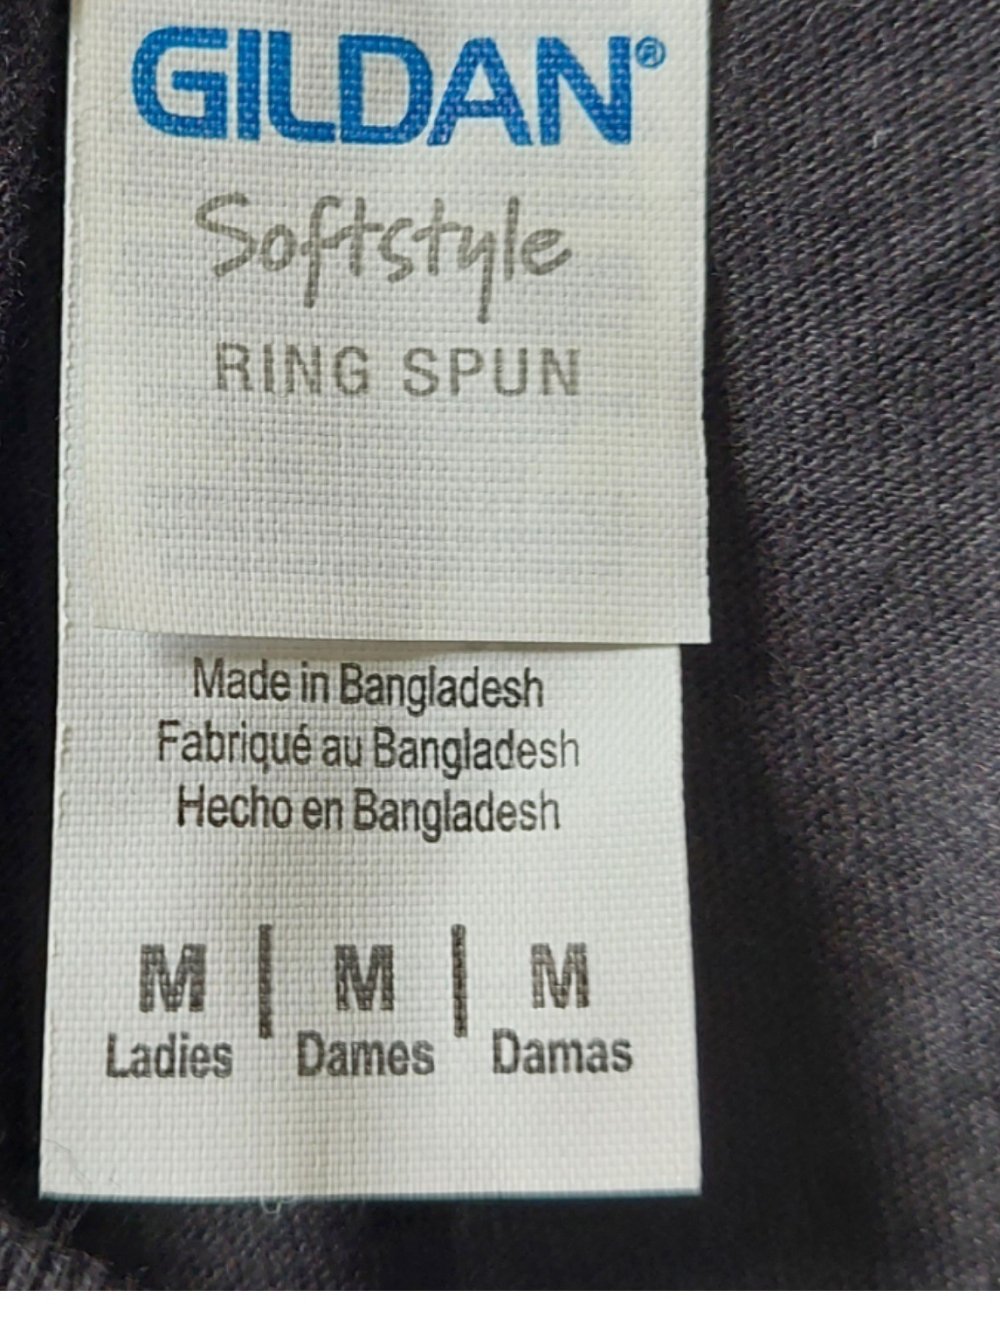 GILDAN®
Softstyle
RING SPUN
Made in Bangladesh
Fabriqué au Bangladesh
Hecho en Bangladesh
M | M | M
Ladies Dames Damas